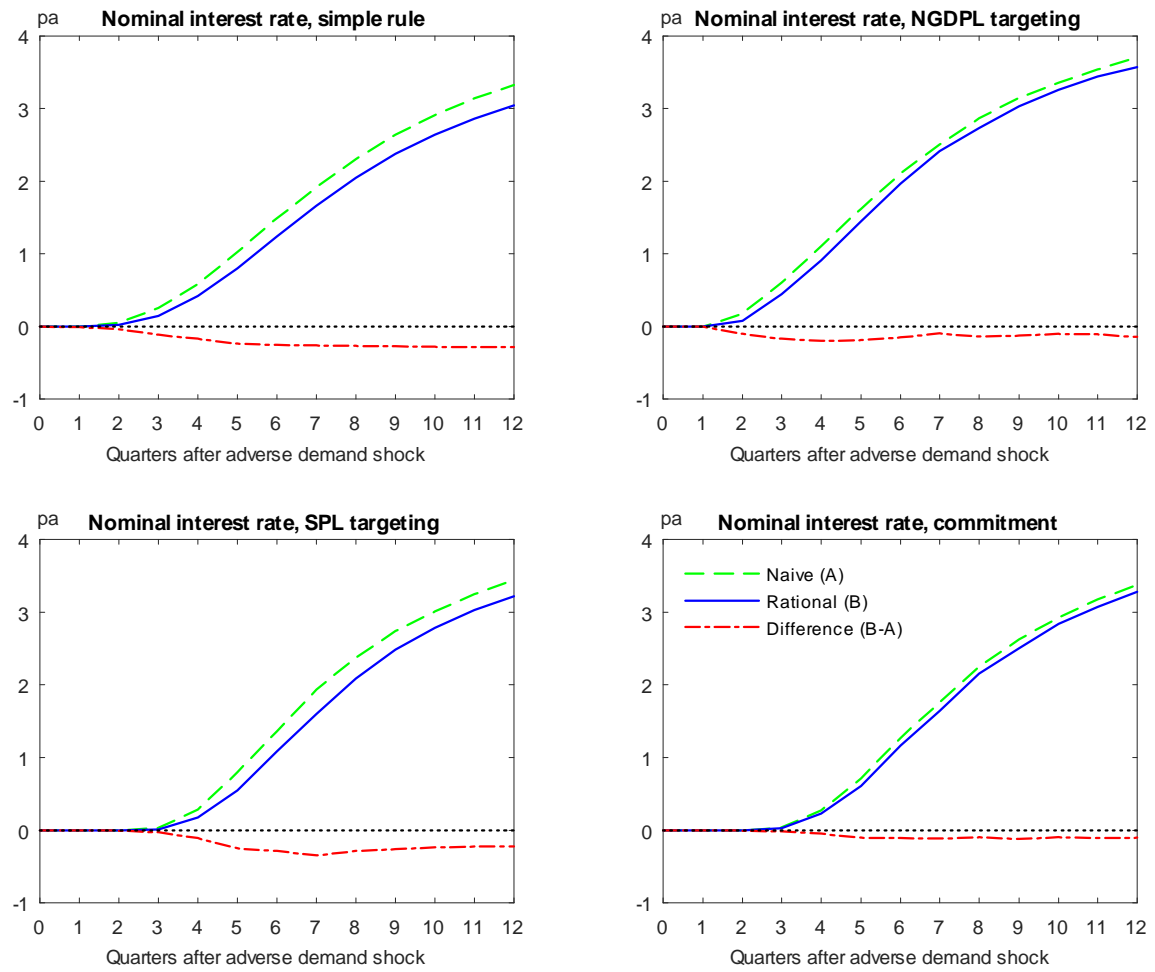 pa Nominal interest rate, simple rule
4
3
2
1
0
-1
0 1 2 3 4 5 6 7 8 9 10 11 12
Quarters after adverse demand shock
pa Nominal interest rate, NGDPL targeting
4
3
2
1
0
-1
0 1 2 3 4 5 6 7 8 9 10 11 12
Quarters after adverse demand shock
pa Nominal interest rate, SPL targeting
4
3
2
1
0
-1
0 1 2 3 4 5 6 7 8 9 10 11 12
Quarters after adverse demand shock
pa Nominal interest rate, commitment
4
3
2
1
0
-1
Naive (A)
Rational (B)
Difference (B-A)
0 1 2 3 4 5 6 7 8 9 10 11 12
Quarters after adverse demand shock